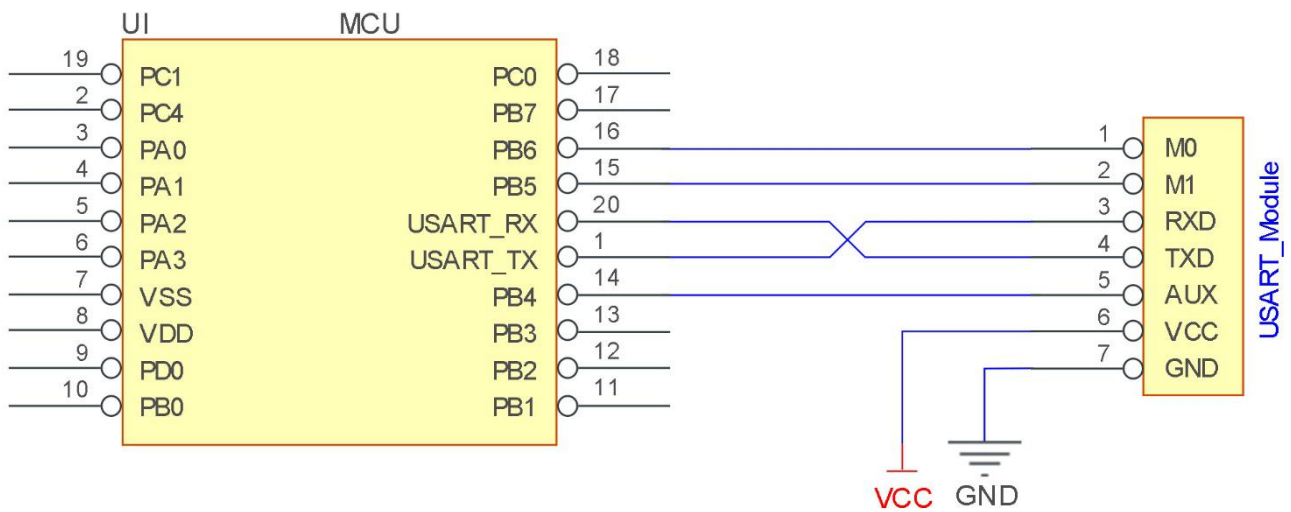 UI MCU
19 PC1 PC0 18
2 PC4 PB7 17
3 PA0 PB6 16 1 M0
4 PA1 PB5 15 2 M1
5 PA2 USART_RX 20 3 RXD
6 PA3 USART_TX 1 4 TXD
7 VSS PB4 14 5 AUX
8 VDD PB3 13 6 VCC
9 PD0 PB2 12 7 GND
10 PB0 PB1 11
USART_Module
VCC GND